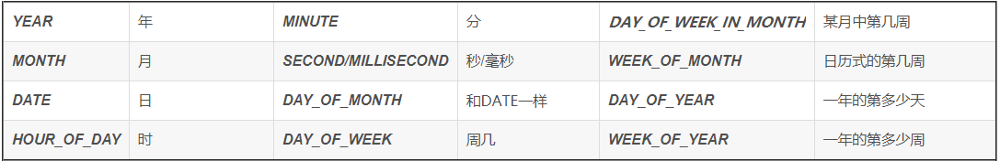 YEAR 年 MINUTE 分 DAY_OF_WEEK_IN_MONTH 某月中第几周
MONTH 月 SECOND/MILLISECOND 秒/毫秒 WEEK_OF_MONTH 日历式的第几周
DATE 日 DAY_OF_MONTH 和DATE一样 DAY_OF_YEAR 一年的第多少天
HOUR_OF_DAY 时 DAY_OF_WEEK 周几 WEEK_OF_YEAR 一年的第多少周